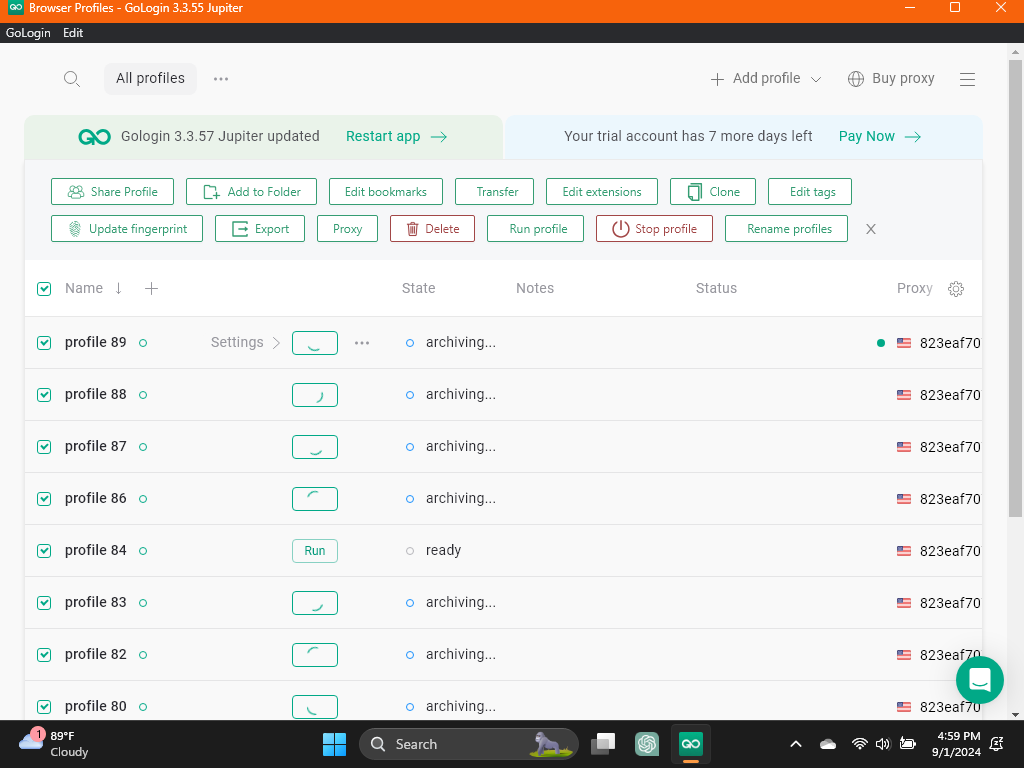 Browser Profiles - GoLogin 3.3.55 Jupiter
GoLogin Edit
All profiles Add profile Buy proxy
Gologin 3.3.57 Jupiter updated Restart app Your trial account has 7 more days left Pay Now
Share Profile Add to Folder Edit bookmarks Transfer Edit extensions Clone Edit tags
Update fingerprint Export Proxy Delete Run profile Stop profile Rename profiles
Name State Notes Status Proxy
profile 89 Settings archiving... 823eaf70
profile 88 archiving... 823eaf70
profile 87 archiving... 823eaf70
profile 86 archiving... 823eaf70
profile 84 Run ready 823eaf70
profile 83 archiving... 823eaf70
profile 82 archiving... 823eaf70
profile 80 archiving... 823eaf70
1 89°F Search 4:59 PM
Cloudy 9/1/2024